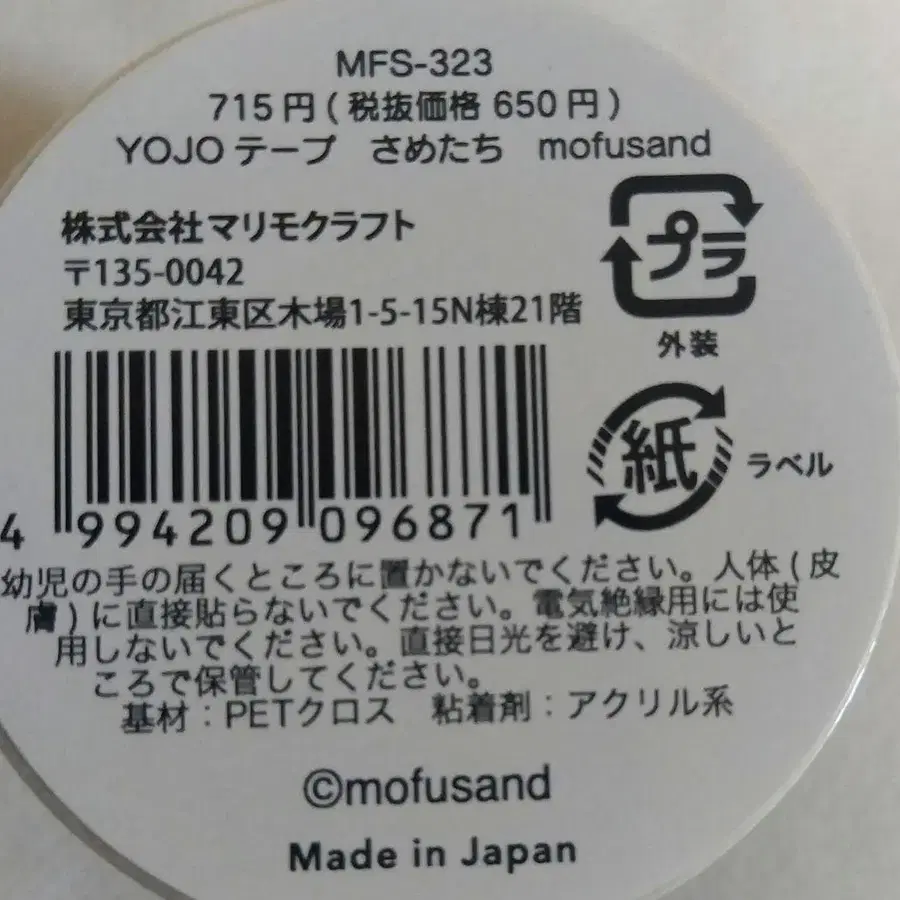 MFS-323
715円(税抜価格 650円)
YOJOテープ さめたち mofusand
株式会社マリモクラフト
〒135-0042
東京都江東区木場1-5-15N棟21階
プラ
外装
紙
ラベル
4 994209 096871
幼児の手の届くところに置かないでください。人体(皮
膚)に直接貼らないでください。電気絶縁用には使
用しないでください。直接日光を避け、涼しいと
ころで保管してください。
基材：PETクロス 粘着剤：アクリル系
©mofusand
Made in Japan